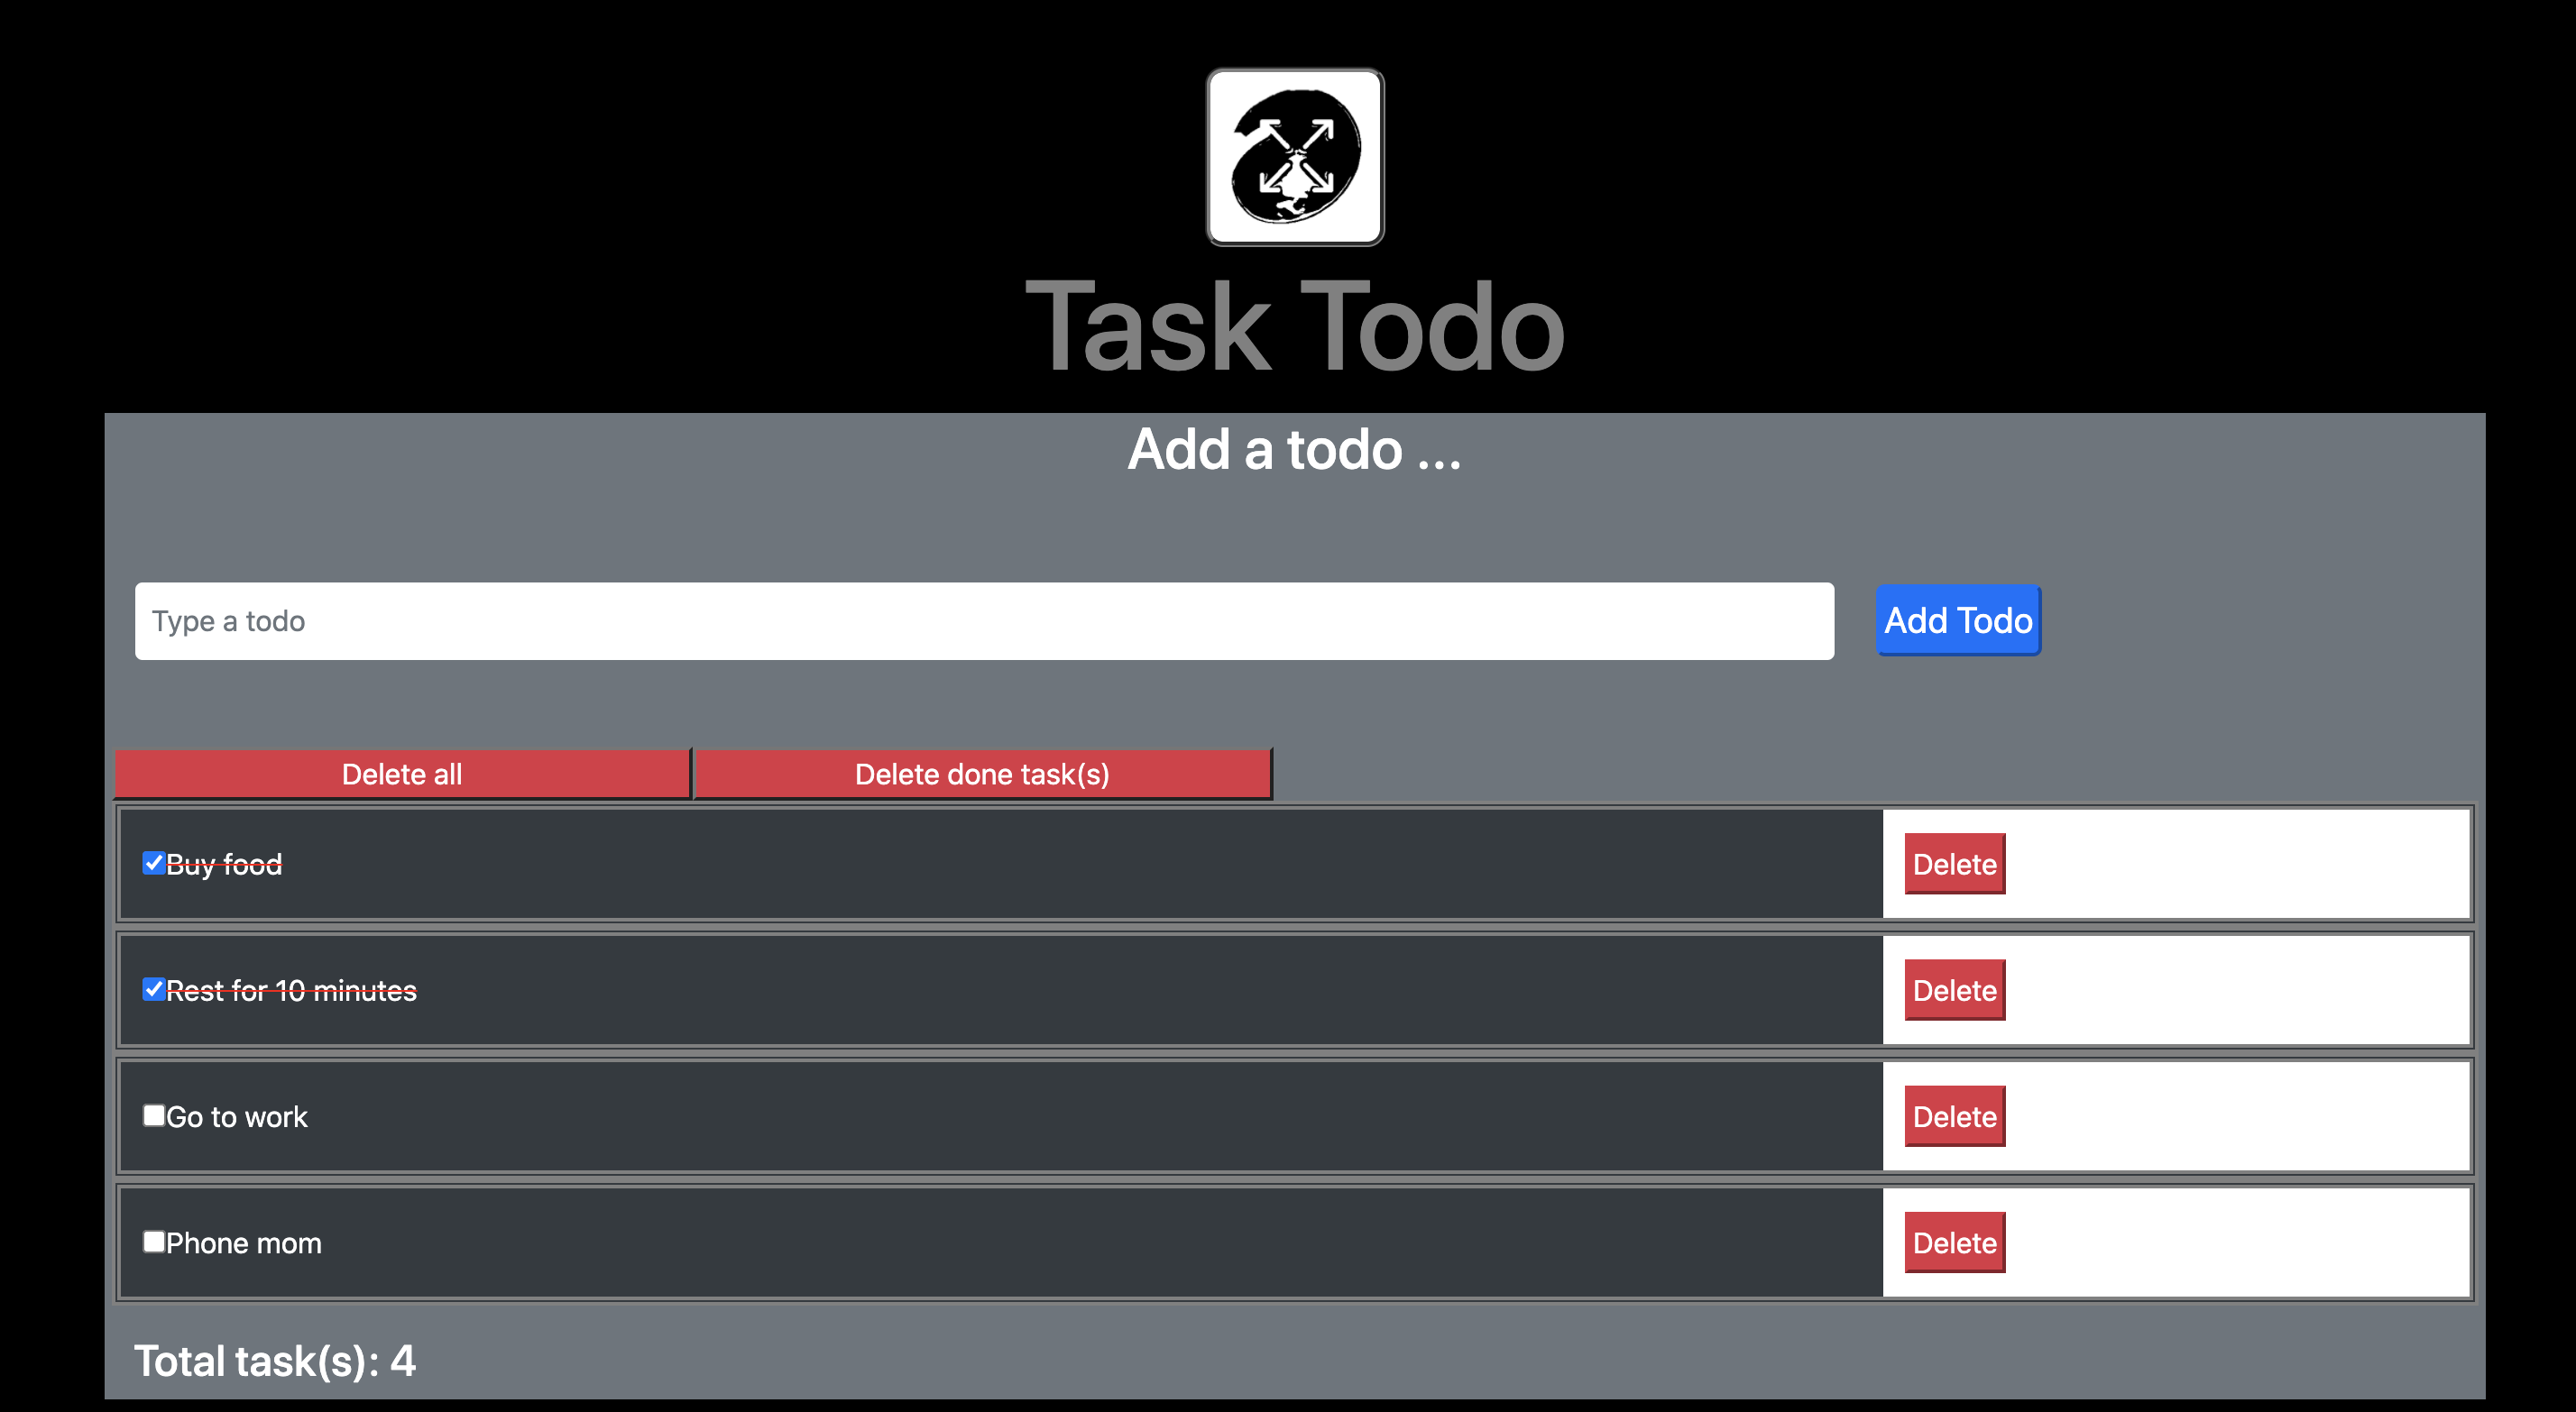 Task Todo
Add a todo ...
Type a todo
Add Todo
Delete all
Delete done task(s)
Buy food
Delete
Rest for 10 minutes
Delete
Go to work
Delete
Phone mom
Delete
Total task(s): 4